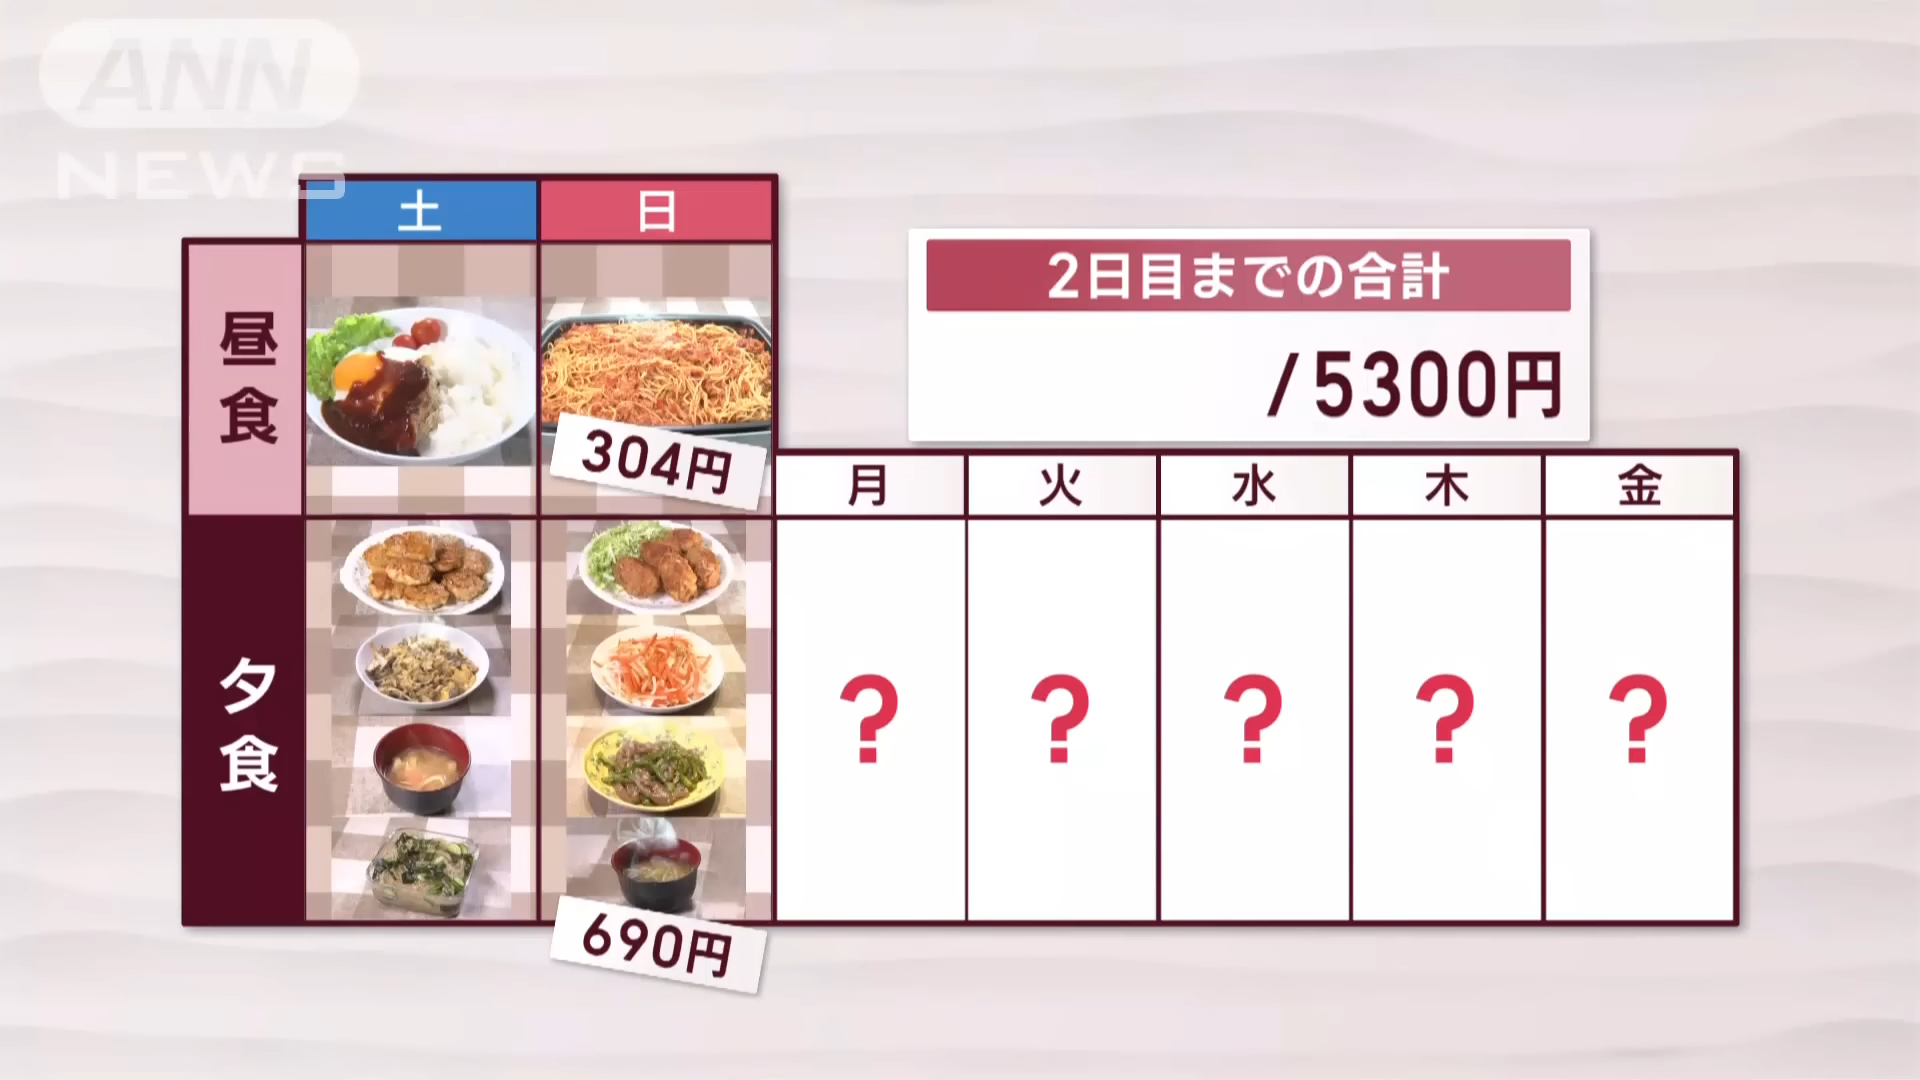 ANN
NEWS
土
日
2日目までの合計
/5300円
昼食
304円
月
火
水
木
金
夕食
?
?
?
?
?
690円